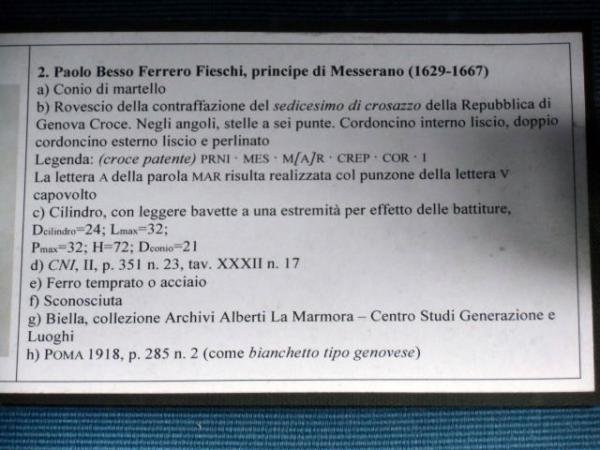 2. Paolo Besso Ferrero Fieschi, principe di Messerano (1629-1667)
a) Conio di martello
b) Rovescio della contraffazione del sedicesimo di crosazzo della Repubblica di
Genova Croce. Negli angoli, stelle a sei punte. Cordoncino interno liscio, doppio
cordoncino esterno liscio e perlinato
Legenda: (croce patente) PRNI · MES · M[A]R · CREP · COR · I
La lettera A della parola MAR risulta realizzata col punzone della lettera V
capovolto
c) Cilindro, con leggere bavette a una estremità per effetto delle battiture,
Dcilindro=24; Lmax=32;
Pmax=32; H=72; Dconio=21
d) CNI, II, p. 351 n. 23, tav. XXXII n. 17
e) Ferro temprato o acciaio
f) Sconosciuta
g) Biella, collezione Archivi Alberti La Marmora – Centro Studi Generazione e
Luoghi
h) POMA 1918, p. 285 n. 2 (come bianchetto tipo genovese)